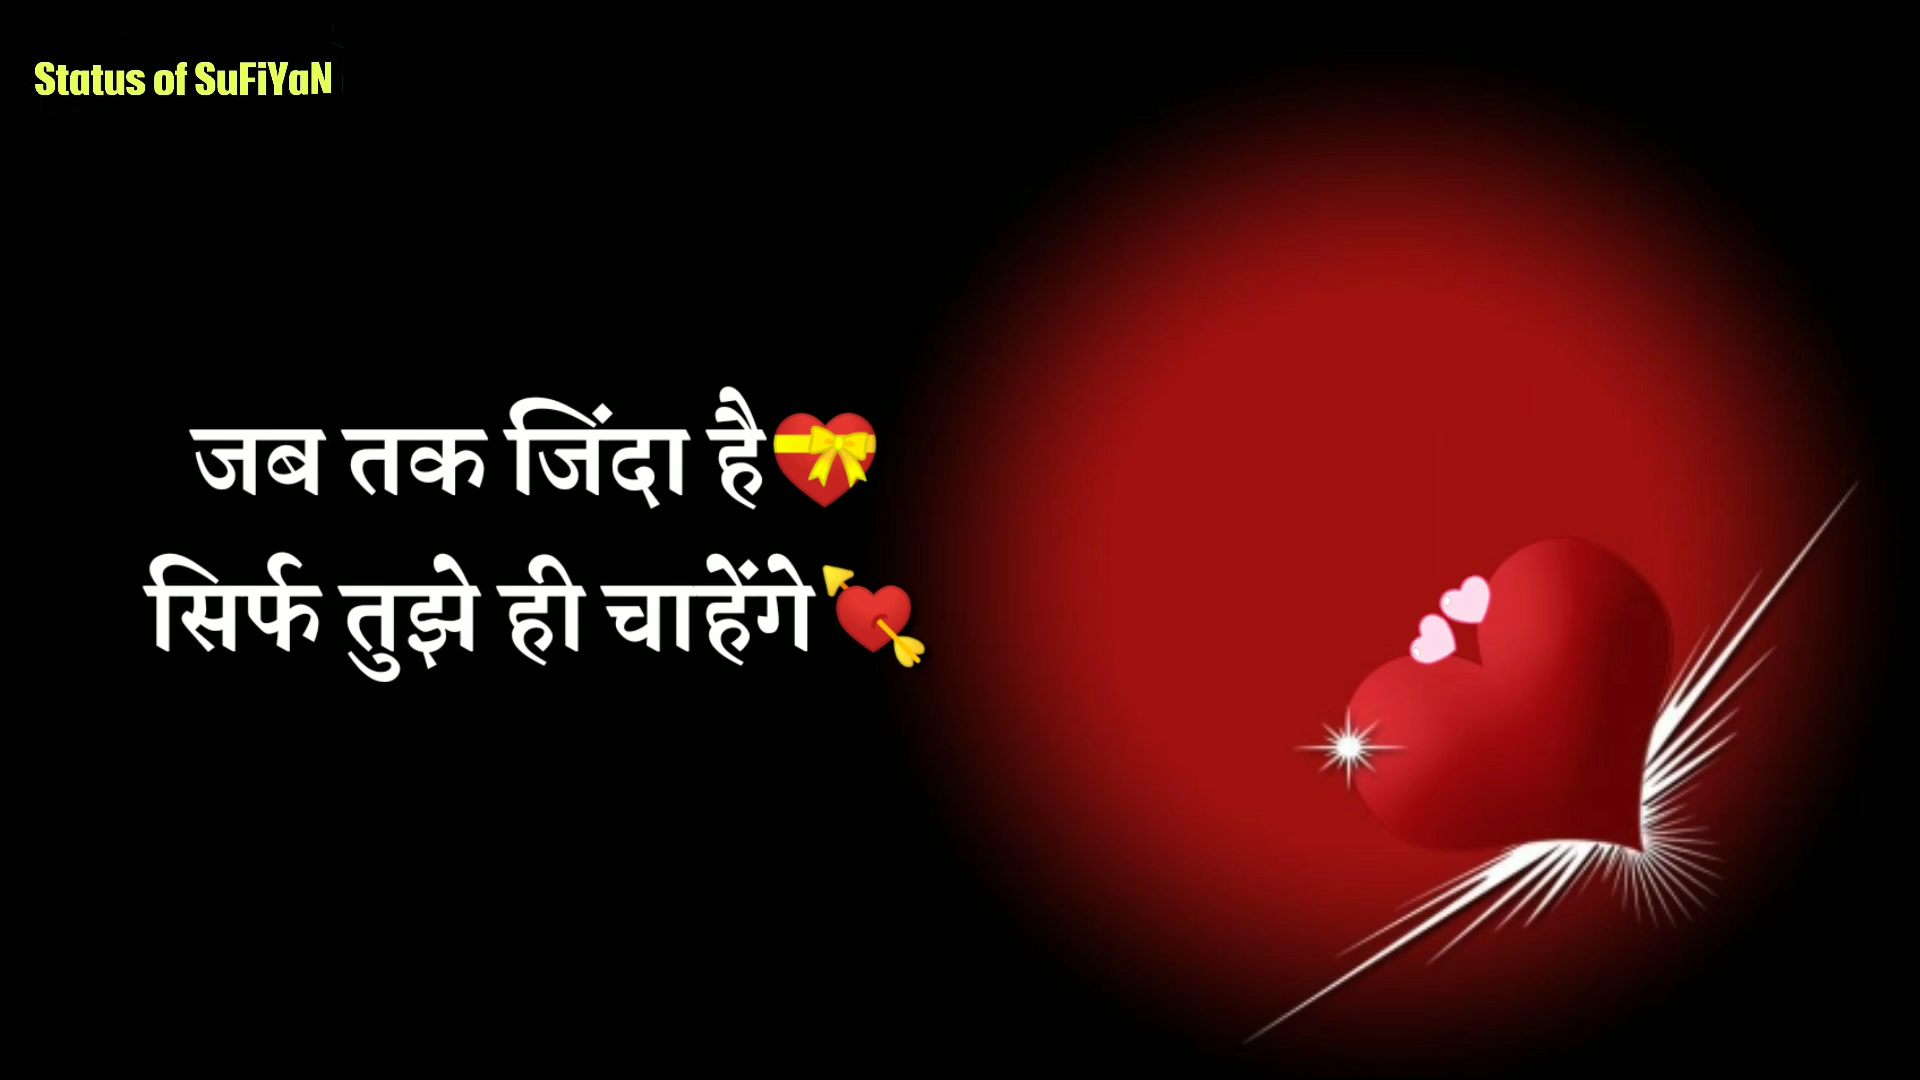 Status of SuFiYaN
जब तक जिंदा है💝
सिर्फ तुझे ही चाहेंगे💘